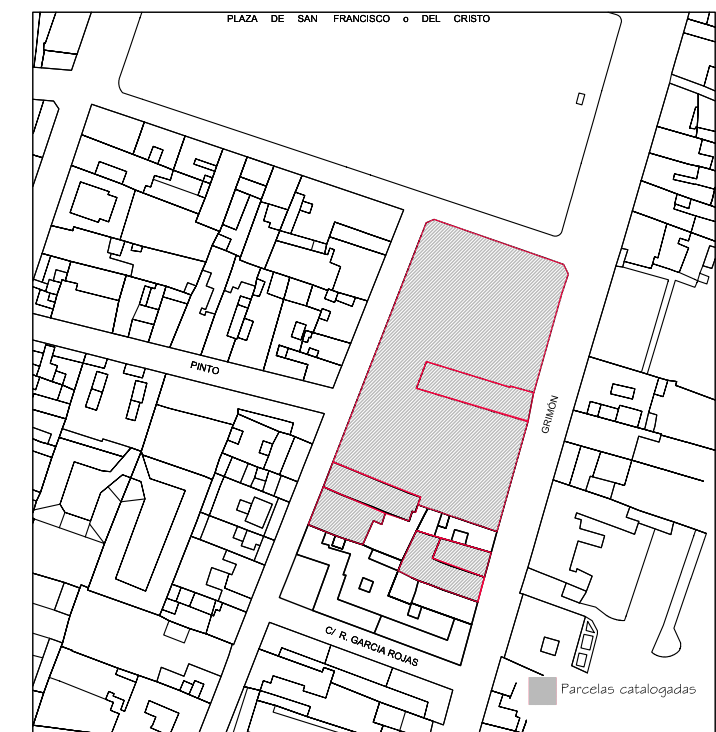 PLAZA DE SAN FRANCISCO o DEL CRISTO
PINTO
GRIMÓN
C/ R. GARCIA ROJAS
Parcelas catalogadas